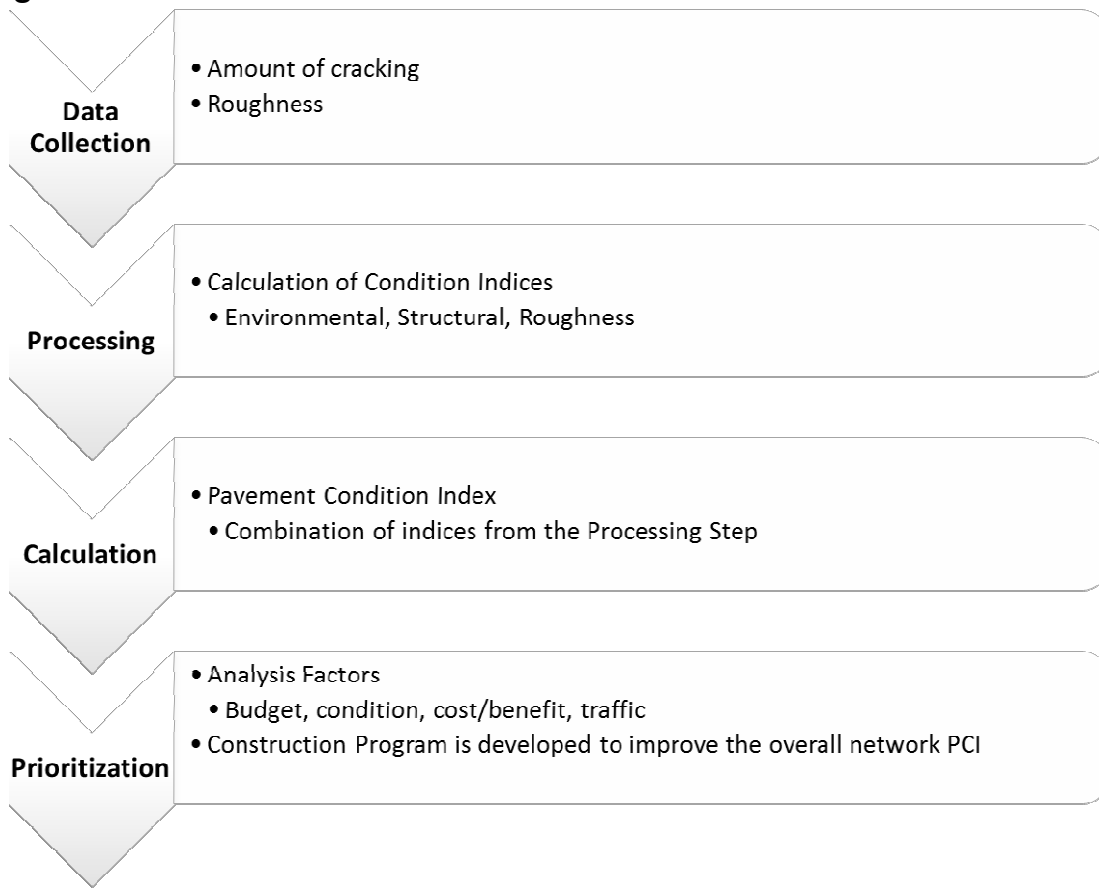 Data
Collection
• Amount of cracking
• Roughness
Processing
• Calculation of Condition Indices
• Environmental, Structural, Roughness
Calculation
• Pavement Condition Index
• Combination of indices from the Processing Step
Prioritization
• Analysis Factors
• Budget, condition, cost/benefit, traffic
• Construction Program is developed to improve the overall network PCI